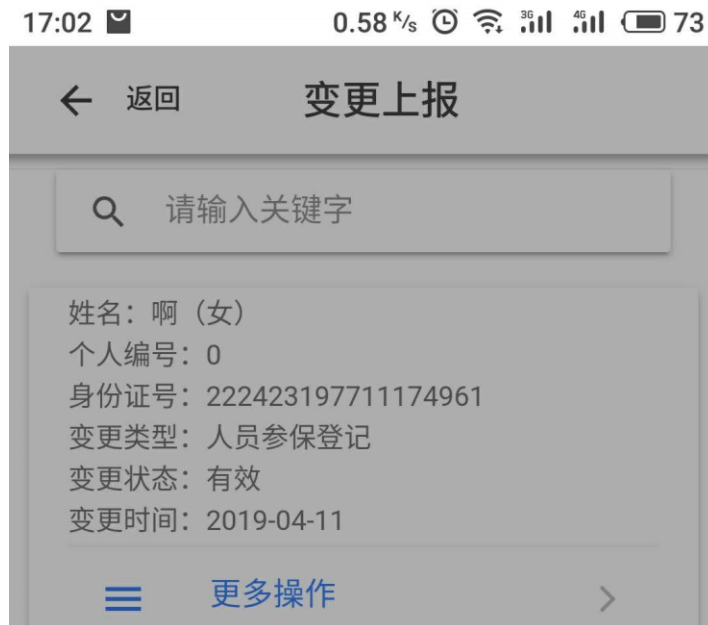 17:02 0.58 K/s 3G 4G 73
返回 变更上报
请输入关键字
姓名：啊（女）
个人编号：0
身份证号：222423197711174961
变更类型：人员参保登记
变更状态：有效
变更时间：2019-04-11
更多操作